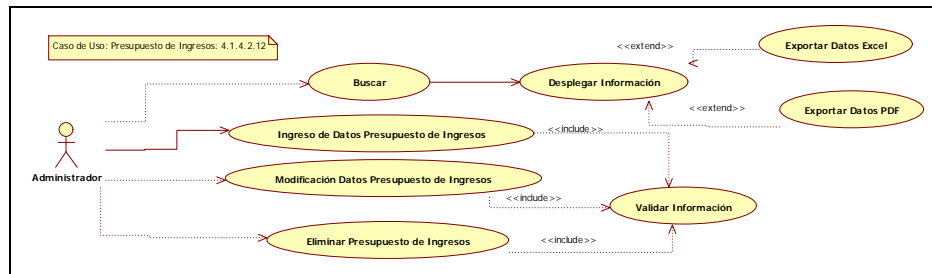 Caso de Uso: Presupuesto de Ingresos: 4.1.4.2.12
<<extend>>
Exportar Datos Excel
Buscar
Desplegar Información
<<extend>>
Exportar Datos PDF
Ingreso de Datos Presupuesto de Ingresos
<<include>>
Administrador
Modificación Datos Presupuesto de Ingresos
<<include>>
Validar Información
Eliminar Presupuesto de Ingresos
<<include>>